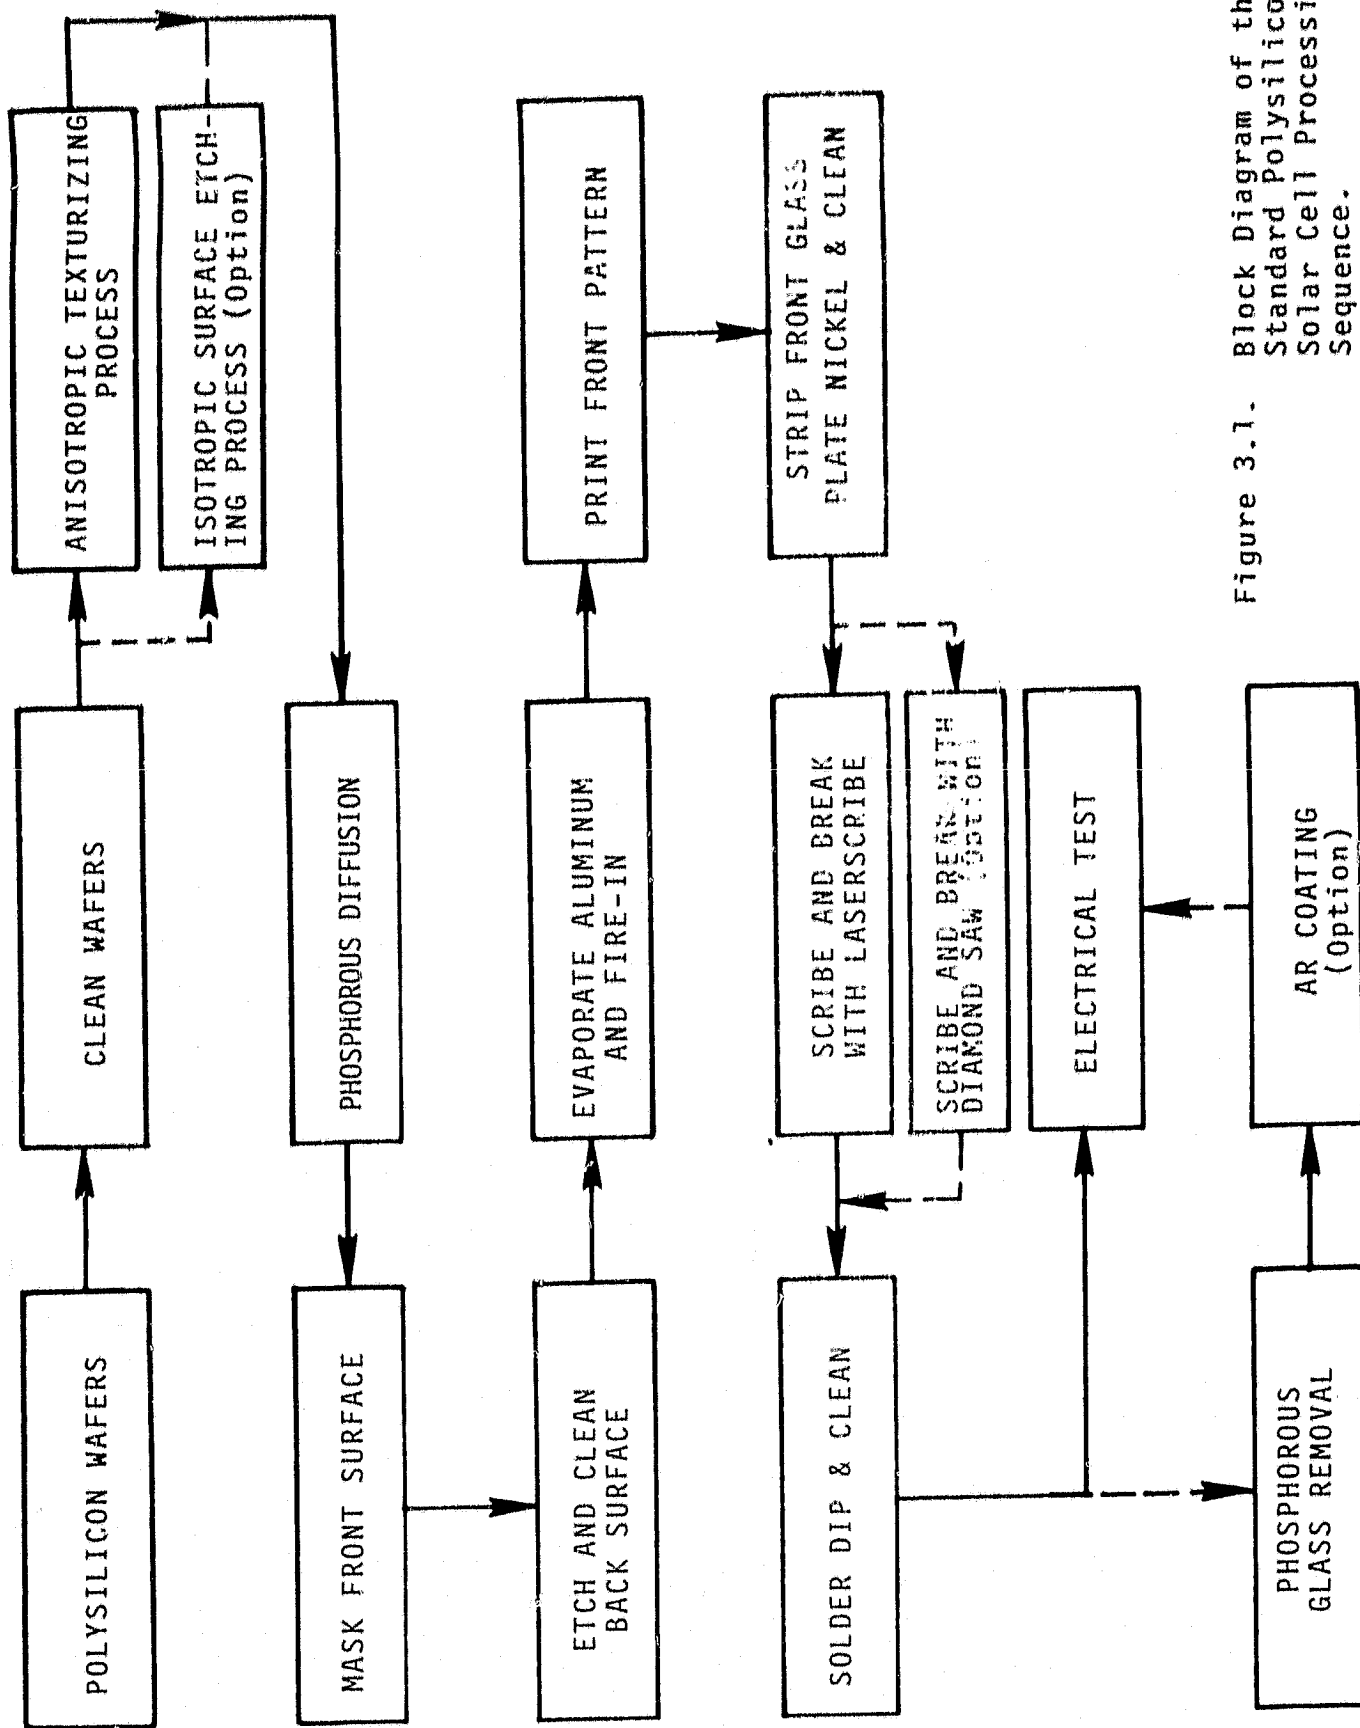 POLYSILICON WAFERS
CLEAN WAFERS
ANISOTROPIC TEXTURIZING
PROCESS
ISOTROPIC SURFACE ETCH-
ING PROCESS (Option)
PHOSPHOROUS DIFFUSION
MASK FRONT SURFACE
ETCH AND CLEAN
BACK SURFACE
EVAPORATE ALUMINUM
AND FIRE-IN
PRINT FRONT PATTERN
STRIP FRONT GLASS
PLATE NICKEL & CLEAN
SCRIBE AND BREAK
WITH LASERSCRIBE
SCRIBE AND BREAK WITH
DIAMOND SAW (Option)
SOLDER DIP & CLEAN
ELECTRICAL TEST
PHOSPHOROUS
GLASS REMOVAL
AR COATING
(Option)
Figure 3.1. Block Diagram of th
Standard Polysilico
Solar Cell Processi
Sequence.